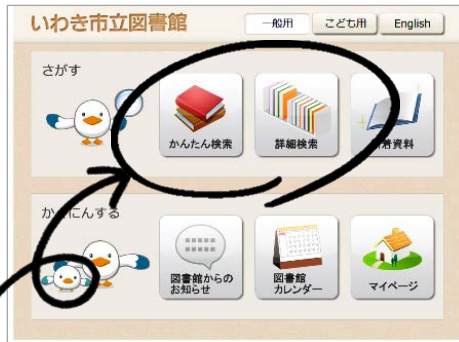 いわき市立図書館
一般用 こども用 English
さがす
かんたん検索 詳細検索 着資料
か にんする
図書館からの
お知らせ
図書館
カレンダー
マイページ